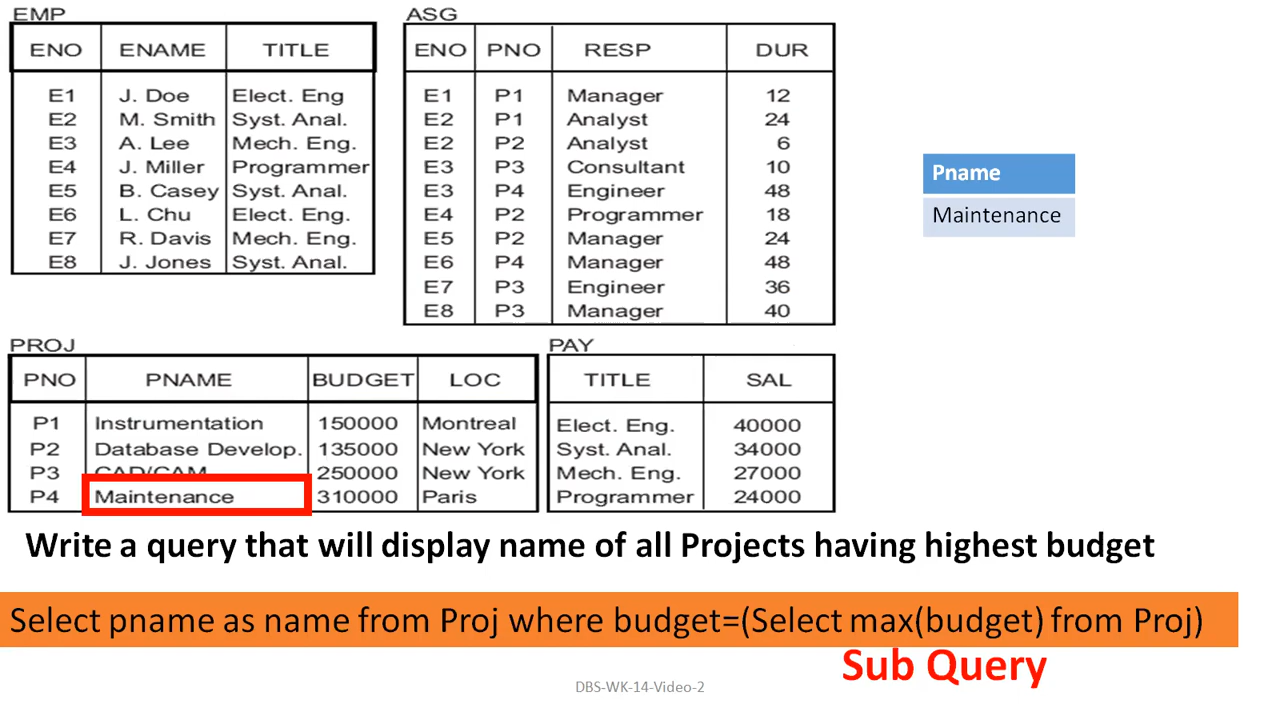 EMP
ENO ENAME TITLE
E1 J. Doe Elect. Eng
E2 M. Smith Syst. Anal.
E3 A. Lee Mech. Eng.
E4 J. Miller Programmer
E5 B. Casey Syst. Anal.
E6 L. Chu Elect. Eng.
E7 R. Davis Mech. Eng.
E8 J. Jones Syst. Anal.
ASG
ENO PNO RESP DUR
E1 P1 Manager 12
E2 P1 Analyst 24
E2 P2 Analyst 6
E3 P3 Consultant 10
E3 P4 Engineer 48
E4 P2 Programmer 18
E5 P2 Manager 24
E6 P4 Manager 48
E7 P3 Engineer 36
E8 P3 Manager 40
Pname
Maintenance
PROJ
PNO PNAME BUDGET LOC
P1 Instrumentation 150000 Montreal
P2 Database Develop. 135000 New York
P3 CAD/CAM 250000 New York
P4 Maintenance 310000 Paris
PAY
TITLE SAL
Elect. Eng. 40000
Syst. Anal. 34000
Mech. Eng. 27000
Programmer 24000
Write a query that will display name of all Projects having highest budget
Select pname as name from Proj where budget=(Select max(budget) from Proj)
Sub Query
DBS-WK-14-Video-2